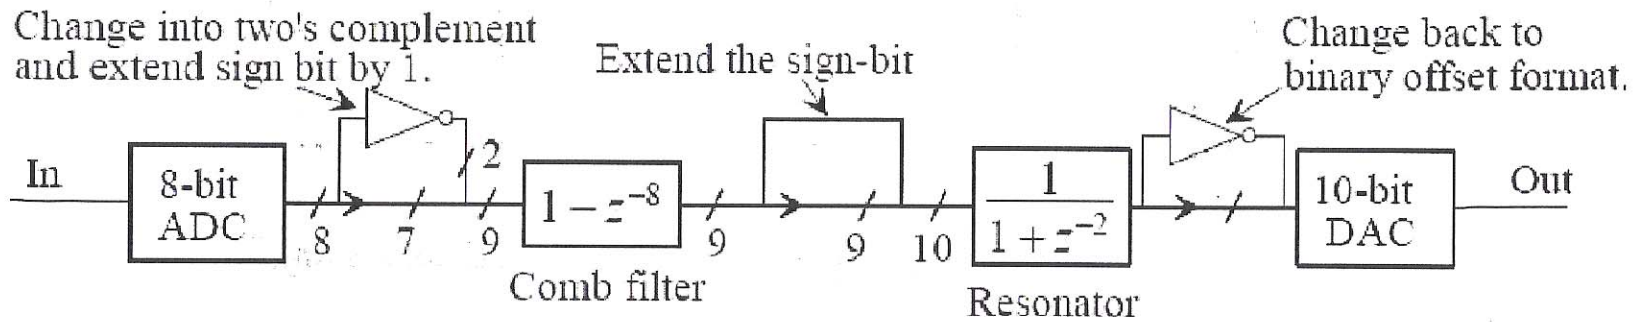 Change into two's complement
and extend sign bit by 1.
Extend the sign-bit
Change back to
binary offset format.
In
8-bit
ADC
8
7
2
9
1 − z⁻⁸
Comb filter
9
9
10
1
1 + z⁻²
Resonator
10-bit
DAC
Out